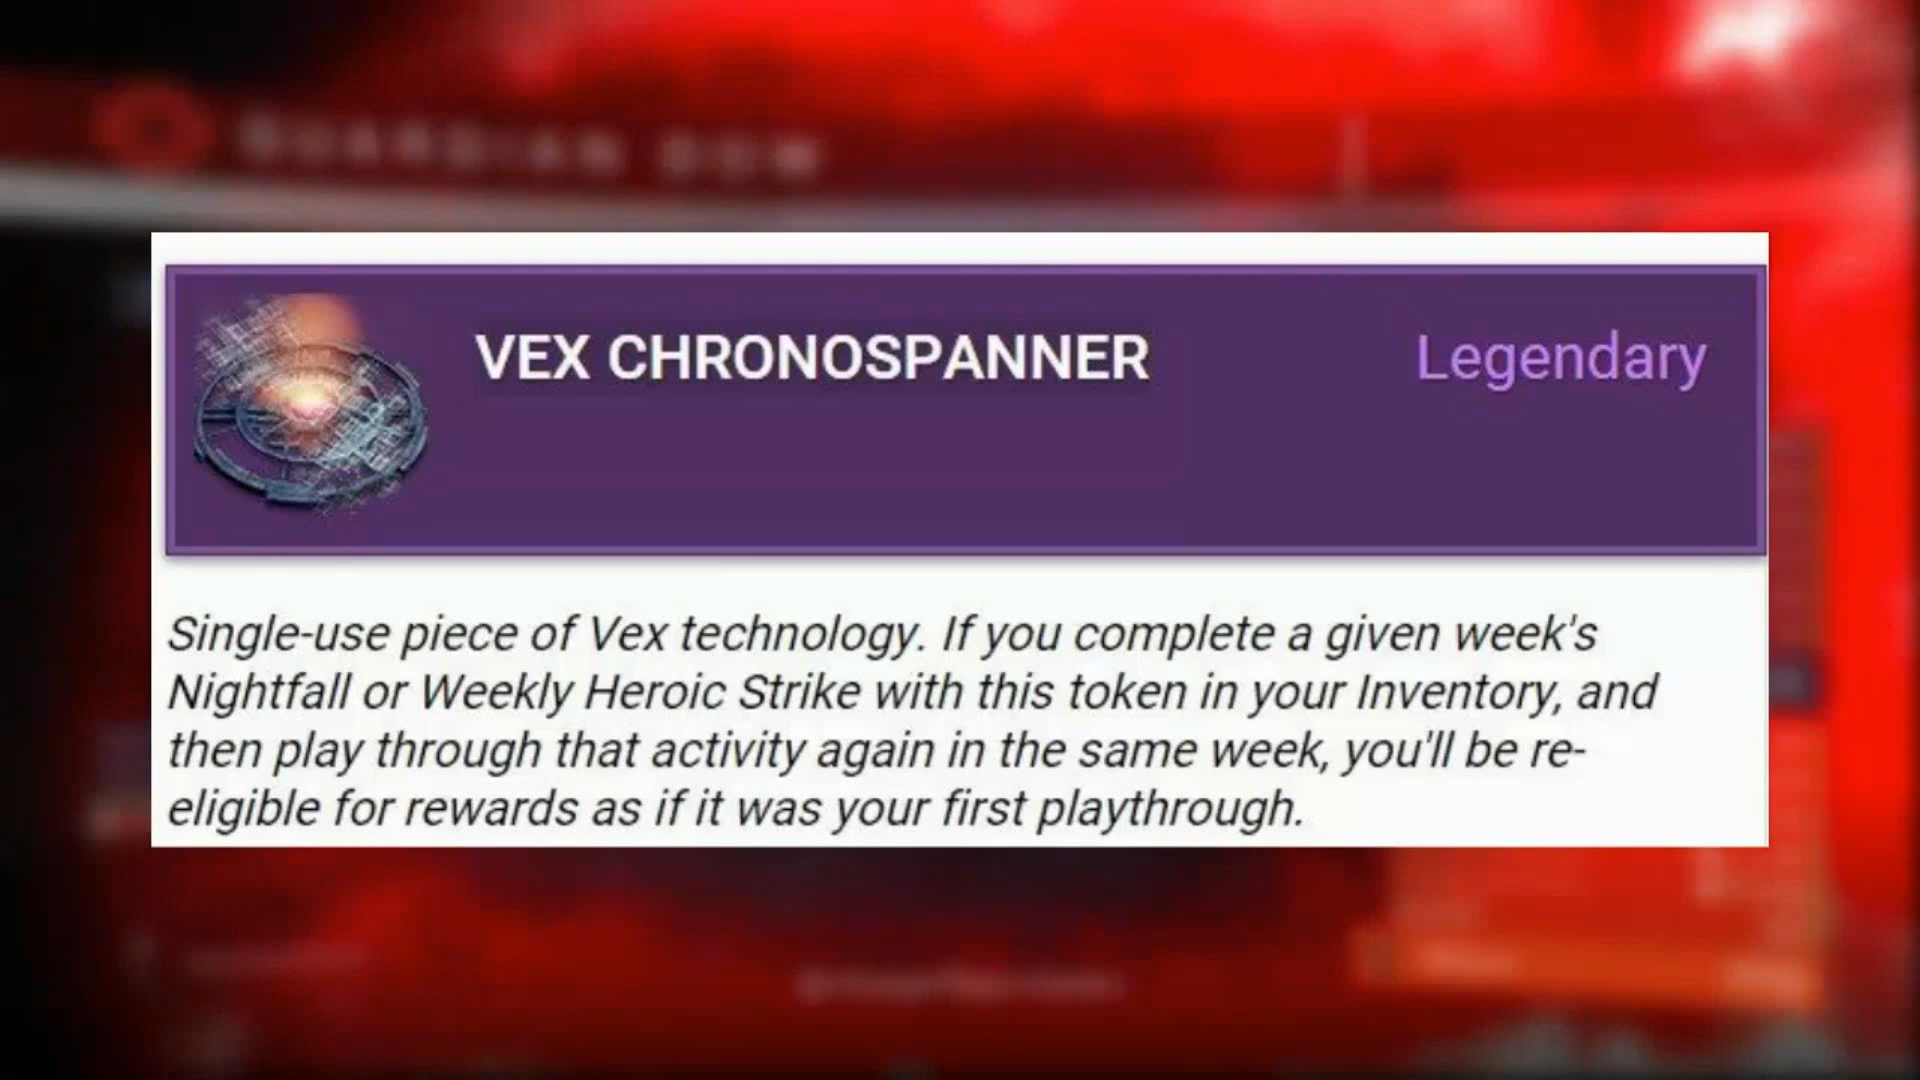 GUARDIAN DOWN
VEX CHRONOSPANNER
Legendary
Single-use piece of Vex technology. If you complete a given week's
Nightfall or Weekly Heroic Strike with this token in your Inventory, and
then play through that activity again in the same week, you'll be re-
eligible for rewards as if it was your first playthrough.